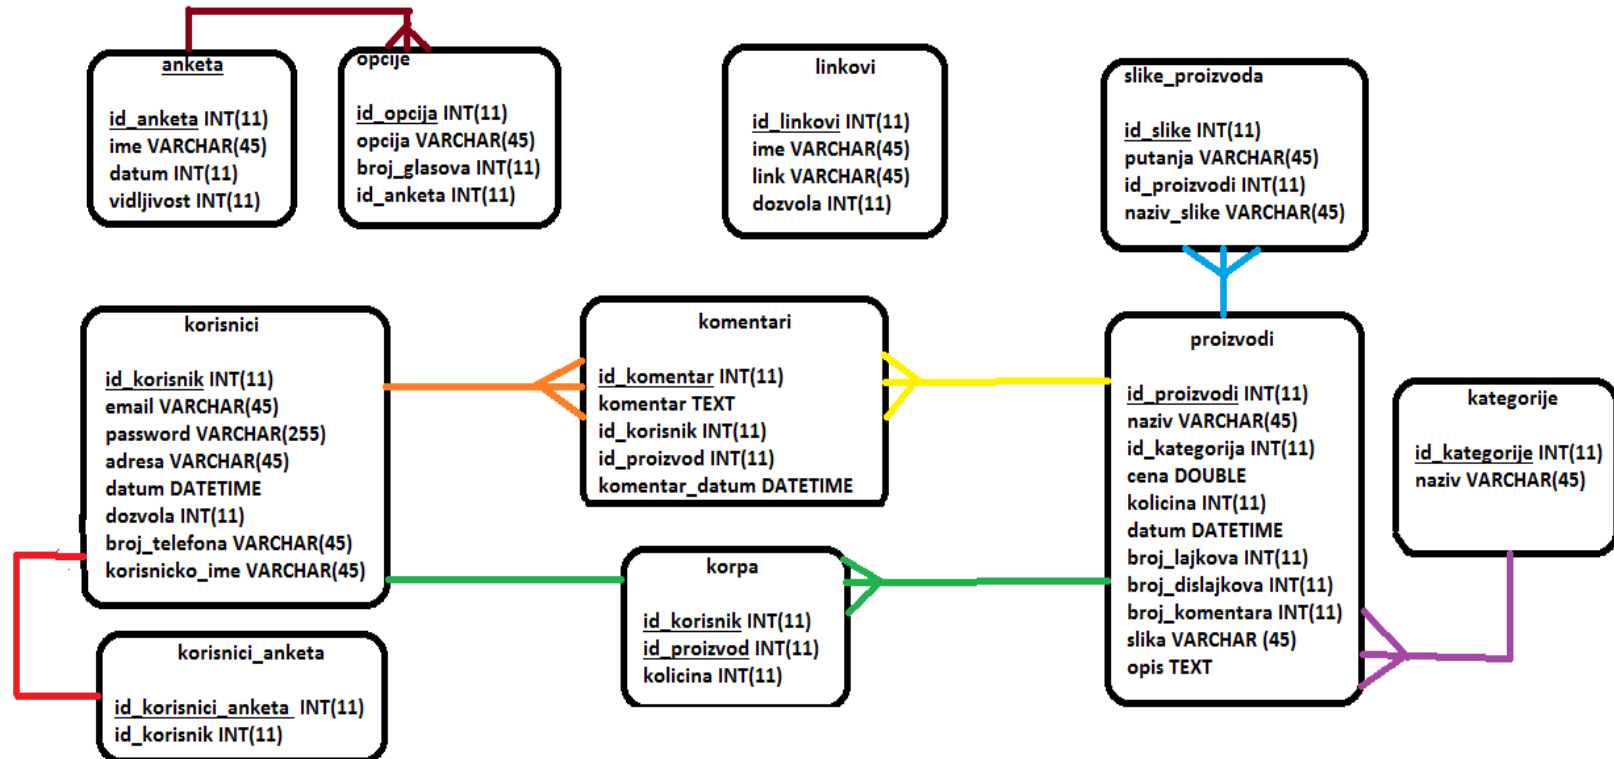 anketa
id_anketa INT(11)
ime VARCHAR(45)
datum INT(11)
vidljivost INT(11)
opcije
id_opcija INT(11)
opcija VARCHAR(45)
broj_glasova INT(11)
id_anketa INT(11)
linkovi
id_linkovi INT(11)
ime VARCHAR(45)
link VARCHAR(45)
dozvola INT(11)
slike_proizvoda
id_slike INT(11)
putanja VARCHAR(45)
id_proizvodi INT(11)
naziv_slike VARCHAR(45)
korisnici
id_korisnik INT(11)
email VARCHAR(45)
password VARCHAR(255)
adresa VARCHAR(45)
datum DATETIME
dozvola INT(11)
broj_telefona VARCHAR(45)
korisnicko_ime VARCHAR(45)
komentari
id_komentar INT(11)
komentar TEXT
id_korisnik INT(11)
id_proizvod INT(11)
komentar_datum DATETIME
proizvodi
id_proizvodi INT(11)
naziv VARCHAR(45)
id_kategorija INT(11)
cena DOUBLE
kolicina INT(11)
datum DATETIME
broj_lajkova INT(11)
broj_dislajkova INT(11)
broj_komentara INT(11)
slika VARCHAR (45)
opis TEXT
kategorije
id_kategorije INT(11)
naziv VARCHAR(45)
korisnici_anketa
id_korisnici_anketa INT(11)
id_korisnik INT(11)
korpa
id_korisnik INT(11)
id_proizvod INT(11)
kolicina INT(11)